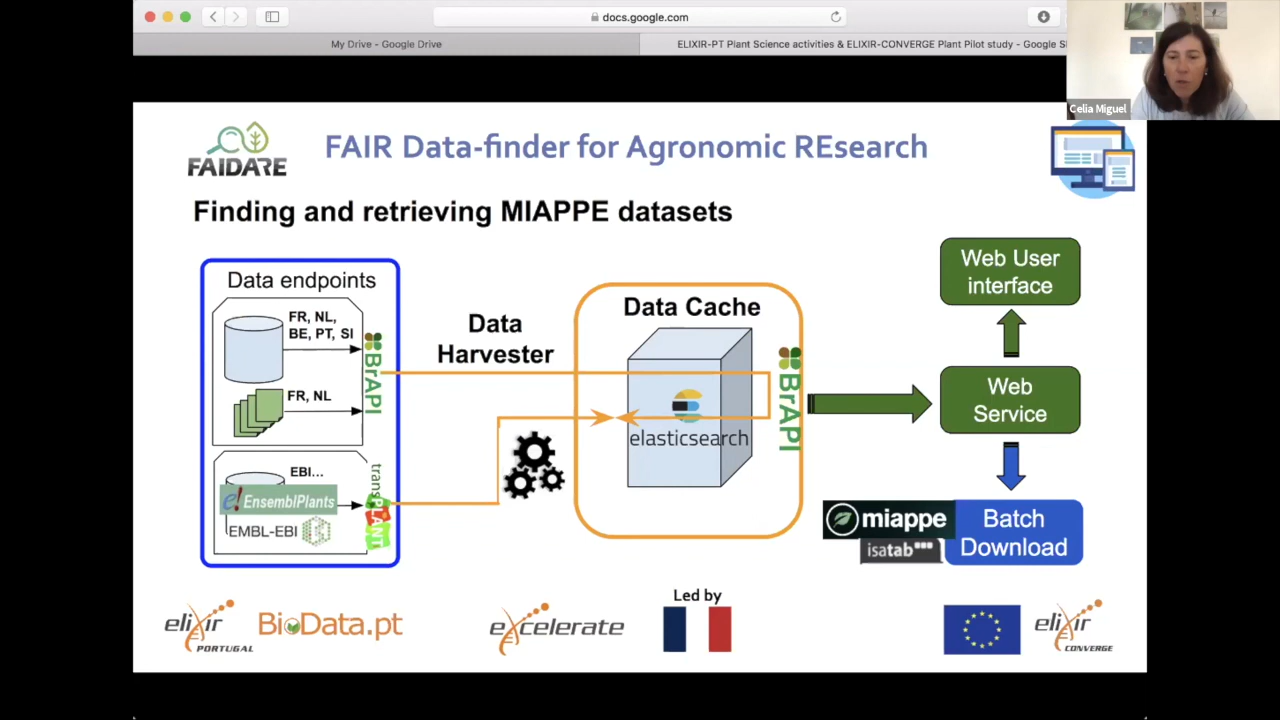 docs.google.com
My Drive - Google Drive
ELIXIR-PT Plant Science activities & ELIXIR-CONVERGE Plant Pilot study - Google Sl
Celia Miguel
FAIDARE
FAIR Data-finder for Agronomic REsearch
Finding and retrieving MIAPPE datasets
Data endpoints
FR, NL,
BE, PT, SI
FR, NL
BrAPI
EBI...
e! EnsemblPlants
EMBL-EBI
transPLANT
Data
Harvester
Data Cache
elasticsearch
BrAPI
Web User
interface
Web
Service
miappe
isatab
Batch
Download
elixir
PORTUGAL
BioData.pt
excelerate
Led by
elixir
CONVERGE